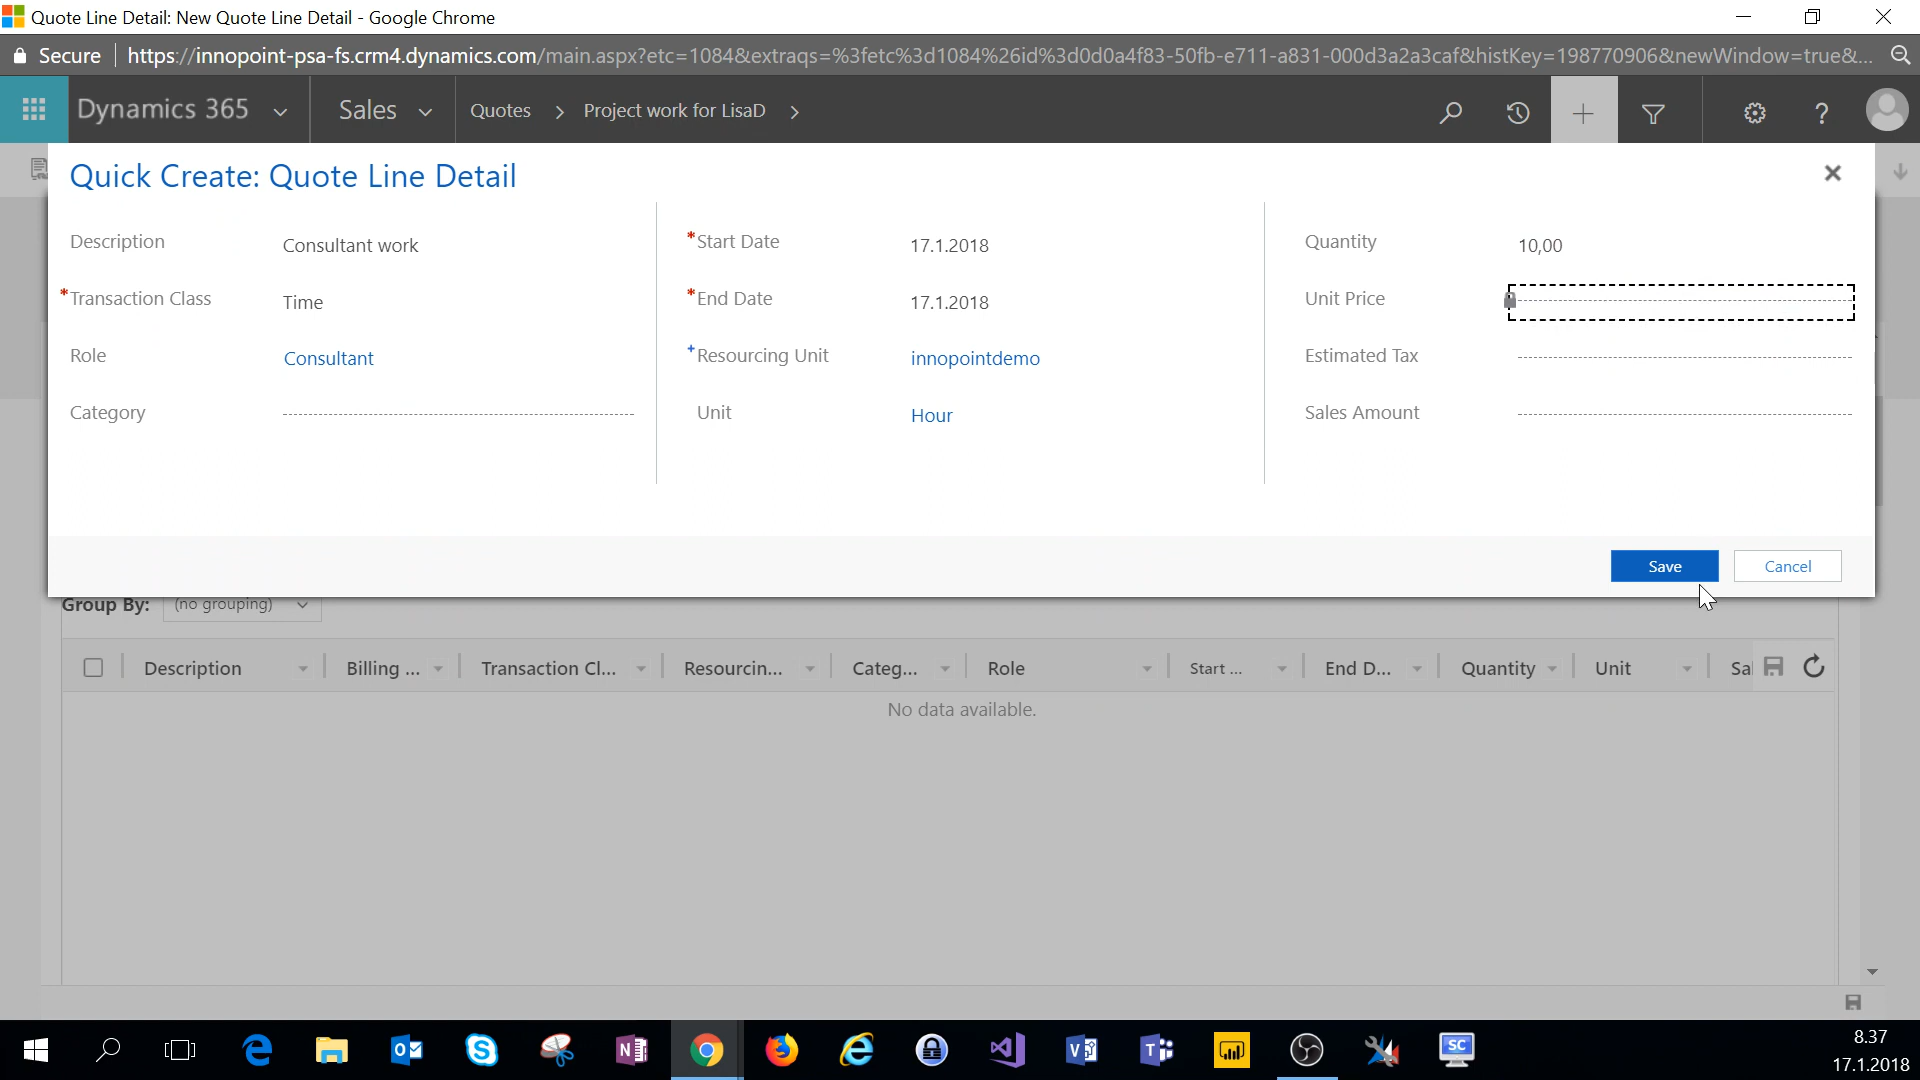 Quote Line Detail: New Quote Line Detail - Google Chrome
Secure https://innopoint-psa-fs.crm4.dynamics.com/main.aspx?etc=1084&extraqs=%3fetc%3d1084%26id%3d0d0a4f83-50fb-e711-a831-000d3a2a3caf&histKey=198770906&newWindow=true&...
Dynamics 365 Sales Quotes > Project work for LisaD >
Quick Create: Quote Line Detail
Description Consultant work *Start Date 17.1.2018 Quantity 10,00
*Transaction Class Time *End Date 17.1.2018 Unit Price
Role Consultant +Resourcing Unit innopointdemo Estimated Tax
Category Unit Hour Sales Amount
Save Cancel
Group By: (no grouping)
Description Billing ... Transaction Cl... Resourcin... Categ... Role Start ... End D... Quantity Unit Sa
No data available.
8.37
17.1.2018